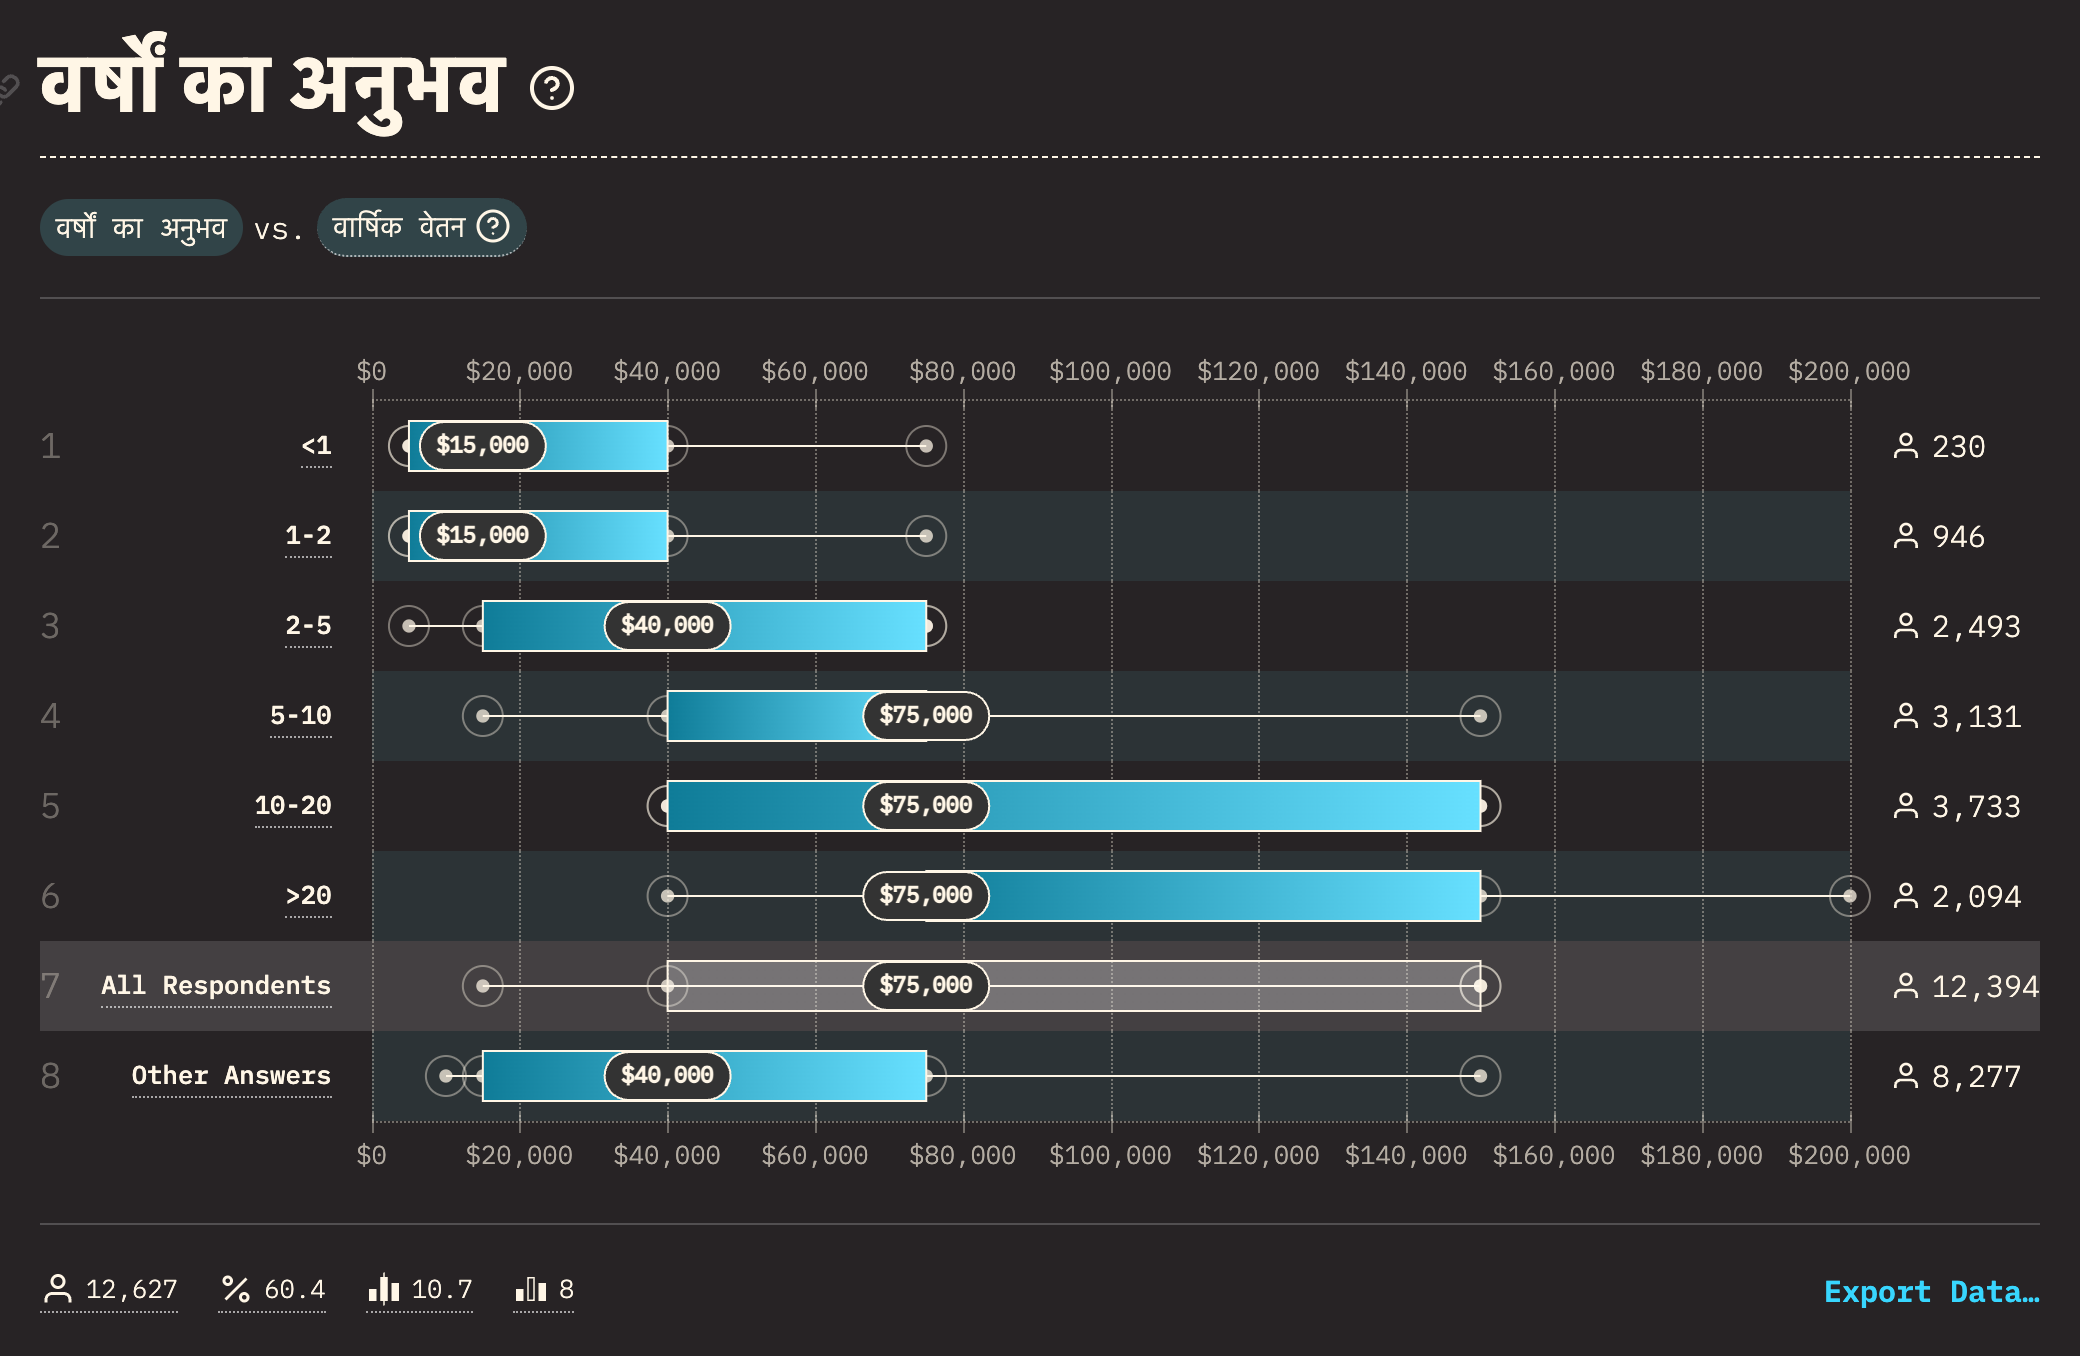 वर्षों का अनुभव
वर्षों का अनुभव vs. वार्षिक वेतन
$0 $20,000 $40,000 $60,000 $80,000 $100,000 $120,000 $140,000 $160,000 $180,000 $200,000
1 <1 $15,000 230
2 1-2 $15,000 946
3 2-5 $40,000 2,493
4 5-10 $75,000 3,131
5 10-20 $75,000 3,733
6 >20 $75,000 2,094
7 All Respondents $75,000 12,394
8 Other Answers $40,000 8,277
$0 $20,000 $40,000 $60,000 $80,000 $100,000 $120,000 $140,000 $160,000 $180,000 $200,000
12,627 % 60.4 10.7 8 Export Data…